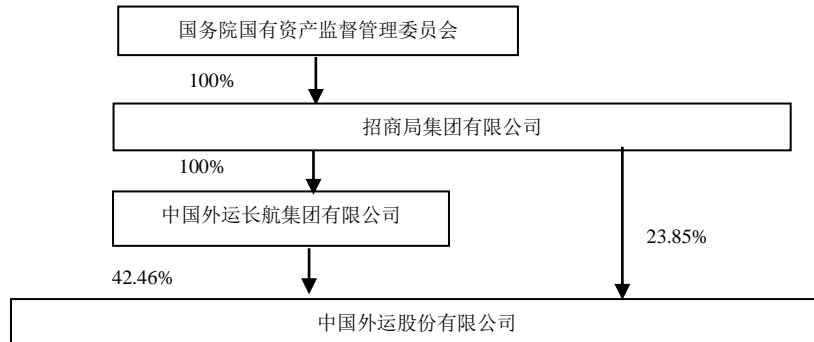 国务院国有资产监督管理委员会
100%
招商局集团有限公司
100%
中国外运长航集团有限公司
23.85%
42.46%
中国外运股份有限公司